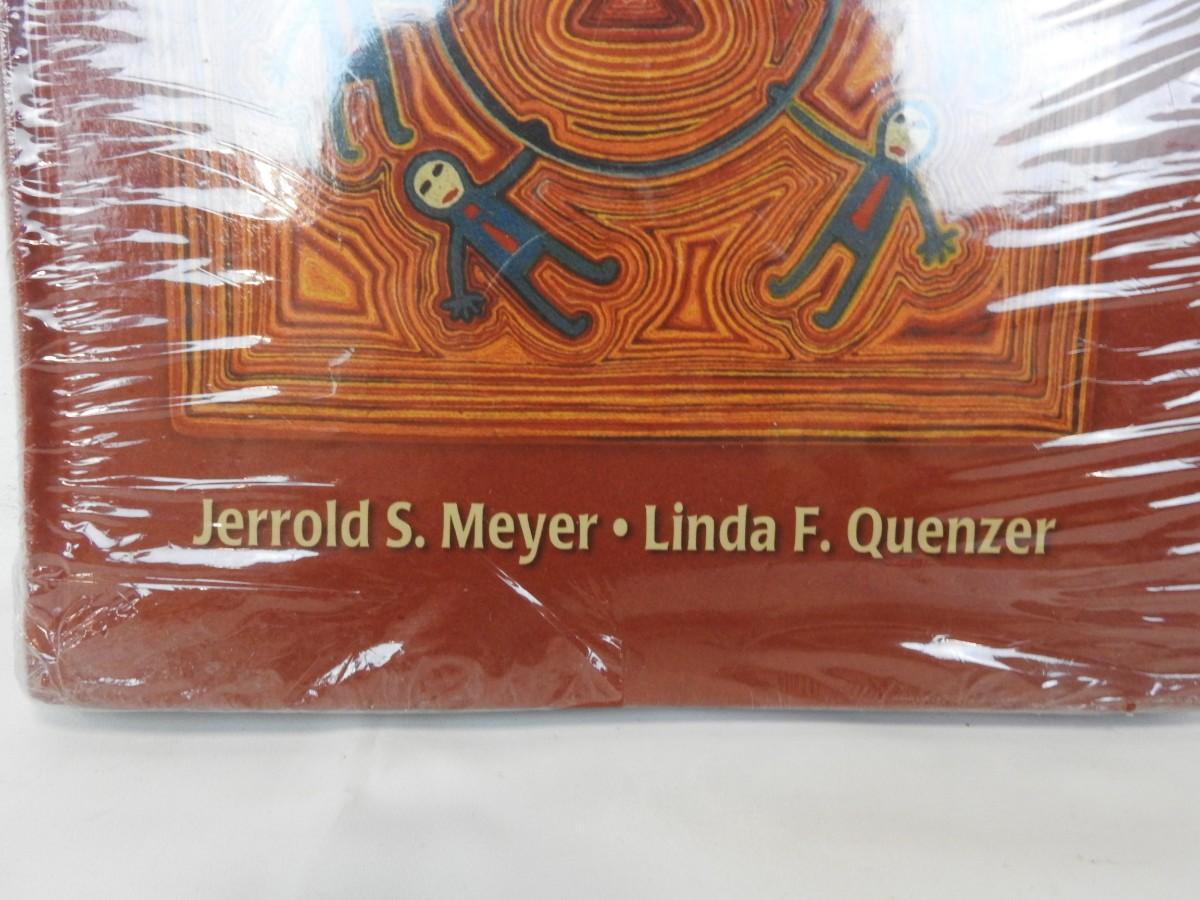 Jerrold S. Meyer • Linda F. Quenzer